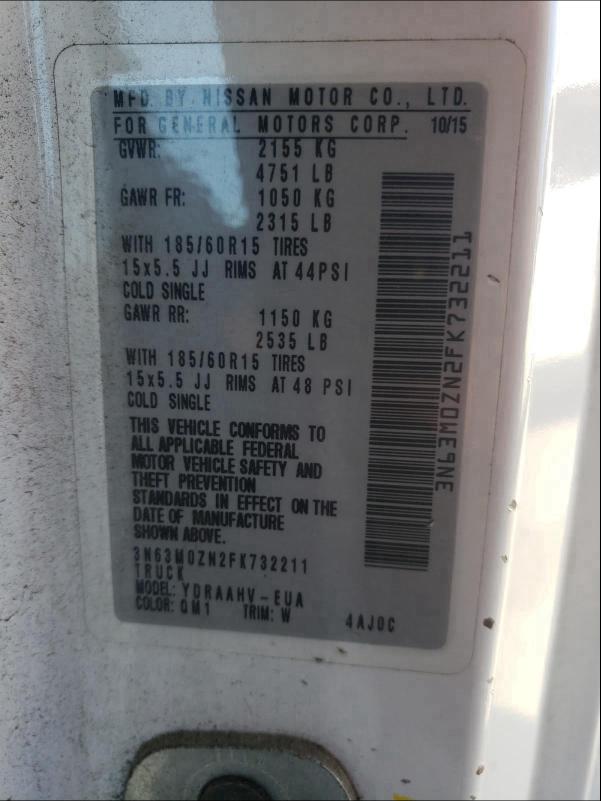 MFD. BY NISSAN MOTOR CO., LTD.
FOR GENERAL MOTORS CORP. 10/15
GVWR: 2155 KG
4751 LB
GAWR FR: 1050 KG
2315 LB
WITH 185/60R15 TIRES
15x5.5 JJ RIMS AT 44PSI
COLD SINGLE
GAWR RR: 1150 KG
2535 LB
WITH 185/60R15 TIRES
15x5.5 JJ RIMS AT 48 PSI
COLD SINGLE
THIS VEHICLE CONFORMS TO
ALL APPLICABLE FEDERAL
MOTOR VEHICLE SAFETY AND
THEFT PREVENTION
STANDARDS IN EFFECT ON THE
DATE OF MANUFACTURE
SHOWN ABOVE.
3N63M0ZN2FK732211
TRUCK
MODEL: YDRAAHV-EUA
COLOR: QM1 TRIM: W 4AJ0C
3N63M0ZN2FK732211